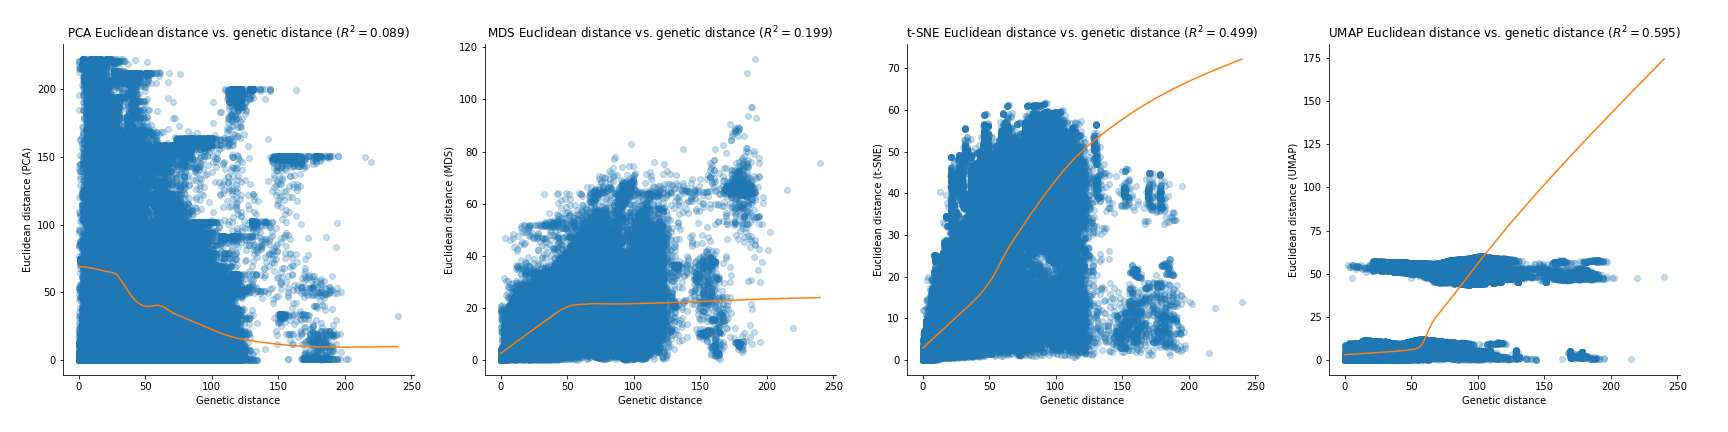 PCA Euclidean distance vs. genetic distance (R² = 0.089)
Euclidean distance (PCA)
200
150
100
50
0
0 50 100 150 200 250
Genetic distance
MDS Euclidean distance vs. genetic distance (R² = 0.199)
Euclidean distance (MDS)
120
100
80
60
40
20
0
0 50 100 150 200 250
Genetic distance
t-SNE Euclidean distance vs. genetic distance (R² = 0.499)
Euclidean distance (t-SNE)
70
60
50
40
30
20
10
0
0 50 100 150 200 250
Genetic distance
UMAP Euclidean distance vs. genetic distance (R² = 0.595)
Euclidean distance (UMAP)
175
150
125
100
75
50
25
0
0 50 100 150 200 250
Genetic distance